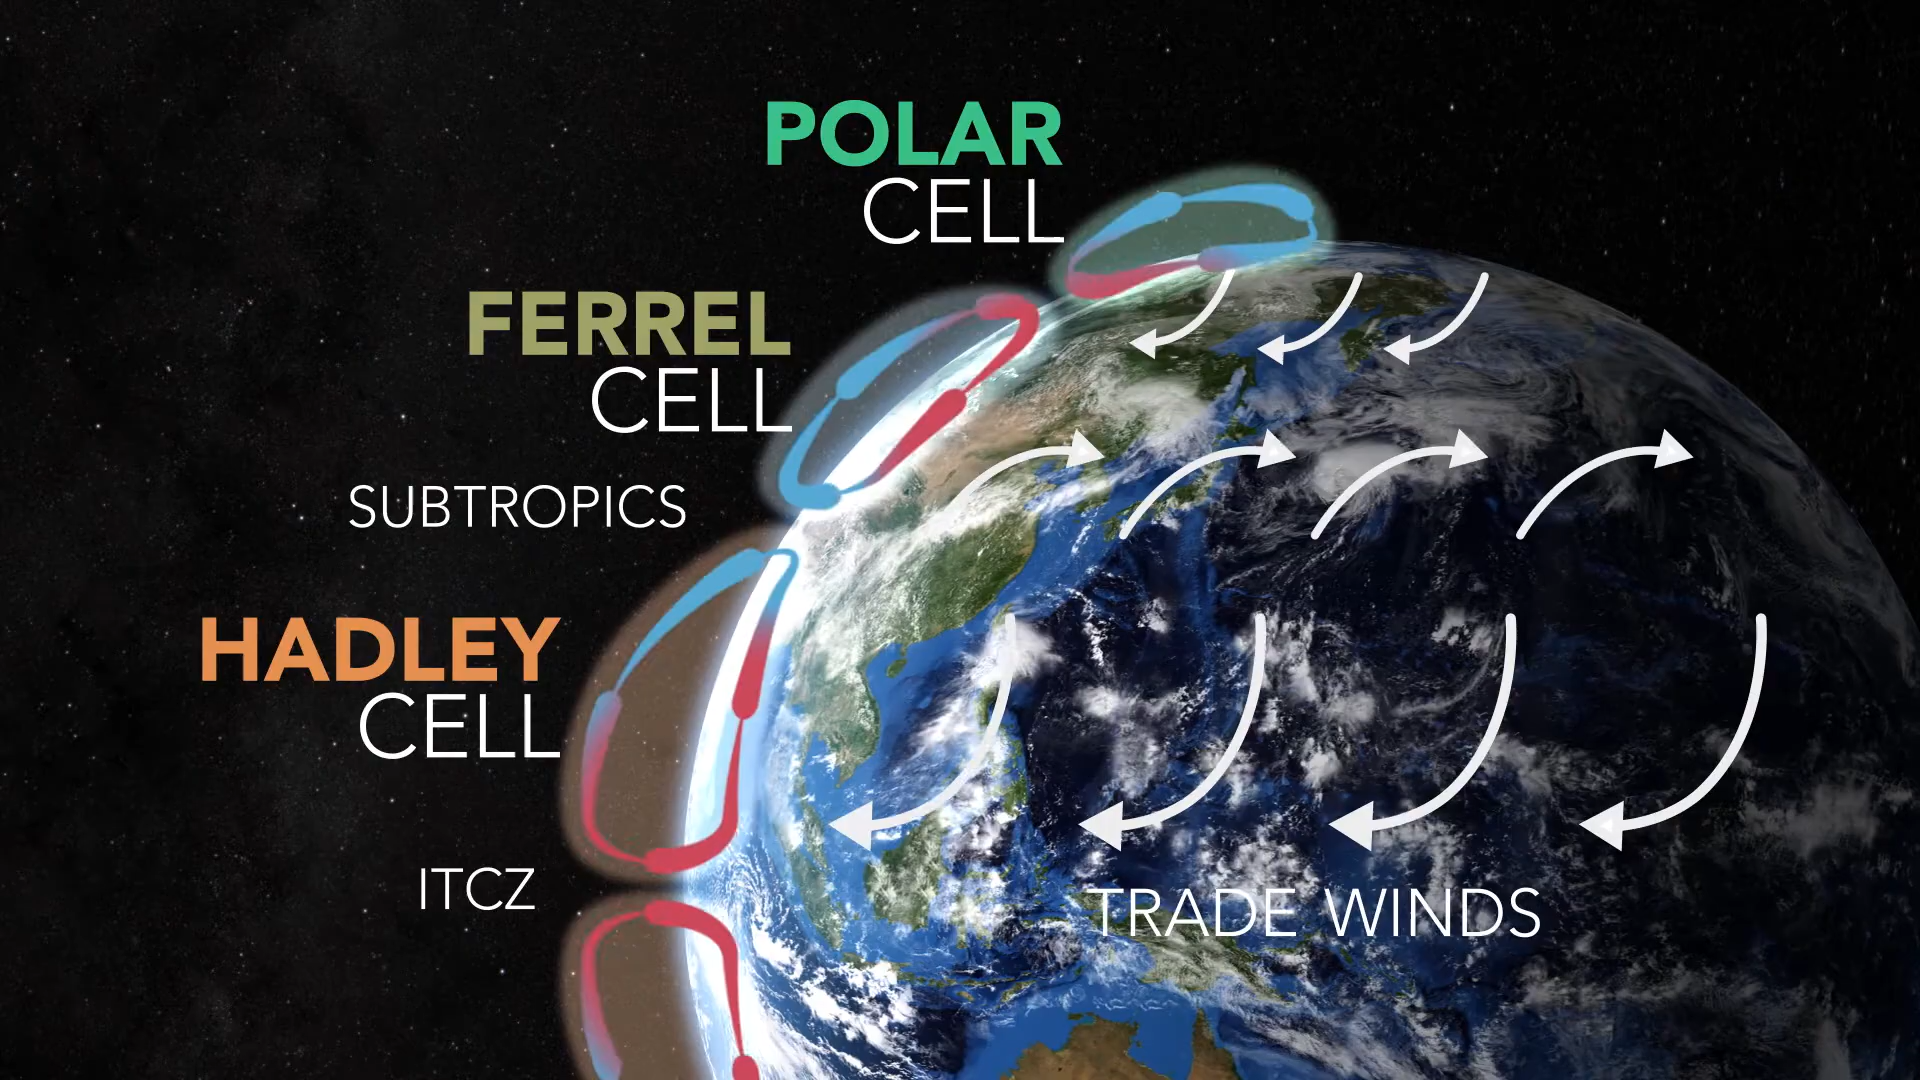 POLAR
CELL
FERREL
CELL
SUBTROPICS
HADLEY
CELL
ITCZ
TRADE WINDS